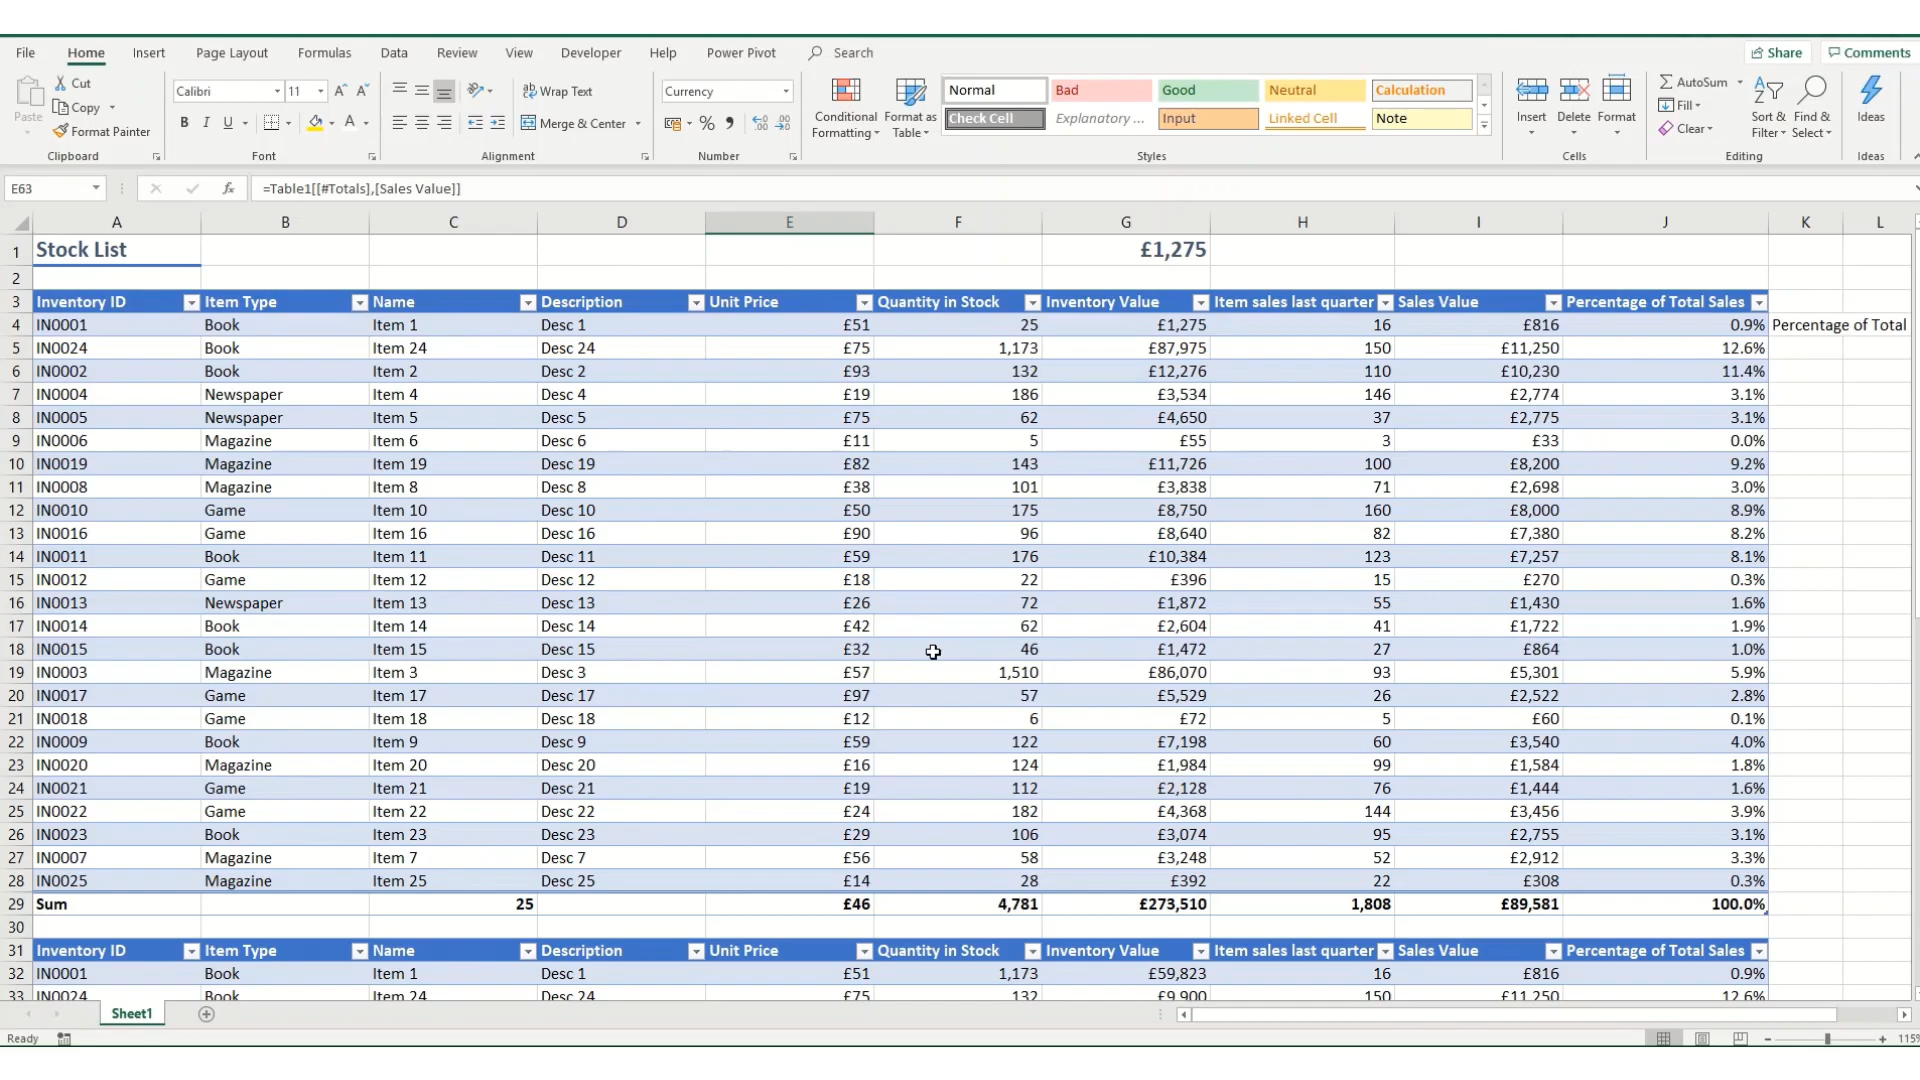 File Home Insert Page Layout Formulas Data Review View Developer Help Power Pivot Search Share Comments
Paste Cut Copy Format Painter Clipboard
Calibri 11 B I U A Font
Wrap Text Merge & Center Alignment
Currency % Number
Conditional Formatting Format as Table
Normal Bad Good Neutral Calculation
Check Cell Explanatory ... Input Linked Cell Note
Styles
Insert Delete Format Cells
AutoSum Fill Clear Sort & Filter Find & Select Editing
Ideas Ideas
E63 fx =Table1[[#Totals],[Sales Value]]
A B C D E F G H I J K L
1 Stock List £1,275
2
3 Inventory ID Item Type Name Description Unit Price Quantity in Stock Inventory Value Item sales last quarter Sales Value Percentage of Total Sales
4 IN0001 Book Item 1 Desc 1 £51 25 £1,275 16 £816 0.9% Percentage of Total
5 IN0024 Book Item 24 Desc 24 £75 1,173 £87,975 150 £11,250 12.6%
6 IN0002 Book Item 2 Desc 2 £93 132 £12,276 110 £10,230 11.4%
7 IN0004 Newspaper Item 4 Desc 4 £19 186 £3,534 146 £2,774 3.1%
8 IN0005 Newspaper Item 5 Desc 5 £75 62 £4,650 37 £2,775 3.1%
9 IN0006 Magazine Item 6 Desc 6 £11 5 £55 3 £33 0.0%
10 IN0019 Magazine Item 19 Desc 19 £82 143 £11,726 100 £8,200 9.2%
11 IN0008 Magazine Item 8 Desc 8 £38 101 £3,838 71 £2,698 3.0%
12 IN0010 Game Item 10 Desc 10 £50 175 £8,750 160 £8,000 8.9%
13 IN0016 Game Item 16 Desc 16 £90 96 £8,640 82 £7,380 8.2%
14 IN0011 Book Item 11 Desc 11 £59 176 £10,384 123 £7,257 8.1%
15 IN0012 Game Item 12 Desc 12 £18 22 £396 15 £270 0.3%
16 IN0013 Newspaper Item 13 Desc 13 £26 72 £1,872 55 £1,430 1.6%
17 IN0014 Book Item 14 Desc 14 £42 62 £2,604 41 £1,722 1.9%
18 IN0015 Book Item 15 Desc 15 £32 46 £1,472 27 £864 1.0%
19 IN0003 Magazine Item 3 Desc 3 £57 1,510 £86,070 93 £5,301 5.9%
20 IN0017 Game Item 17 Desc 17 £97 57 £5,529 26 £2,522 2.8%
21 IN0018 Game Item 18 Desc 18 £12 6 £72 5 £60 0.1%
22 IN0009 Book Item 9 Desc 9 £59 122 £7,198 60 £3,540 4.0%
23 IN0020 Magazine Item 20 Desc 20 £16 124 £1,984 99 £1,584 1.8%
24 IN0021 Game Item 21 Desc 21 £19 112 £2,128 76 £1,444 1.6%
25 IN0022 Game Item 22 Desc 22 £24 182 £4,368 144 £3,456 3.9%
26 IN0023 Book Item 23 Desc 23 £29 106 £3,074 95 £2,755 3.1%
27 IN0007 Magazine Item 7 Desc 7 £56 58 £3,248 52 £2,912 3.3%
28 IN0025 Magazine Item 25 Desc 25 £14 28 £392 22 £308 0.3%
29 Sum 25 £46 4,781 £273,510 1,808 £89,581 100.0%
30
31 Inventory ID Item Type Name Description Unit Price Quantity in Stock Inventory Value Item sales last quarter Sales Value Percentage of Total Sales
32 IN0001 Book Item 1 Desc 1 £51 1,173 £59,823 16 £816 0.9%
33 IN0024 Book Item 24 Desc 24 £75 132 £9,900 150 £11,250 12.6%
Sheet1
Ready 115%